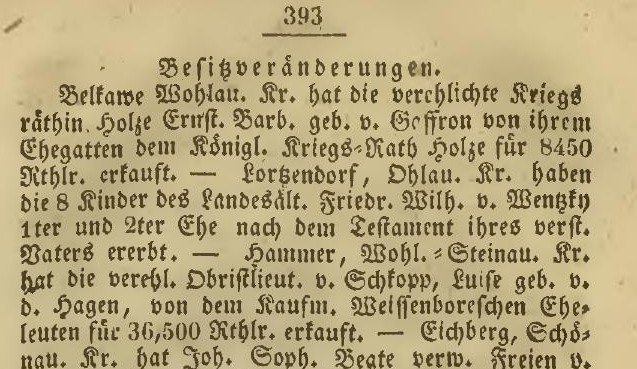 393
Besitzveränderungen.
Belkawe Wohlau. Kr. hat die verehlichte Kriegs
räthin. Holze Ernst. Barb. geb. v. Geffron von ihrem
Ehegatten dem Königl. Kriegs-Rath Holze für 8450
Rthlr. erkauft. — Lortzendorf, Ohlau. Kr. haben
die 8 Kinder des Landesält. Friedr. Wilh. v. Wentzky
1ter und 2ter Ehe nach dem Testament ihres verst.
Vaters ererbt. — Hammer, Wohl.-Steinau. Kr.
hat die verehl. Obristlieut. v. Schkopp, Luise geb. v.
d. Hagen, von dem Kaufm. Weissenboreschen Ehe-
leuten für 36,500 Rthlr. erkauft. — Eichberg, Schö-
nau. Kr. hat Joh. Soph. Beate verw. Freien v.